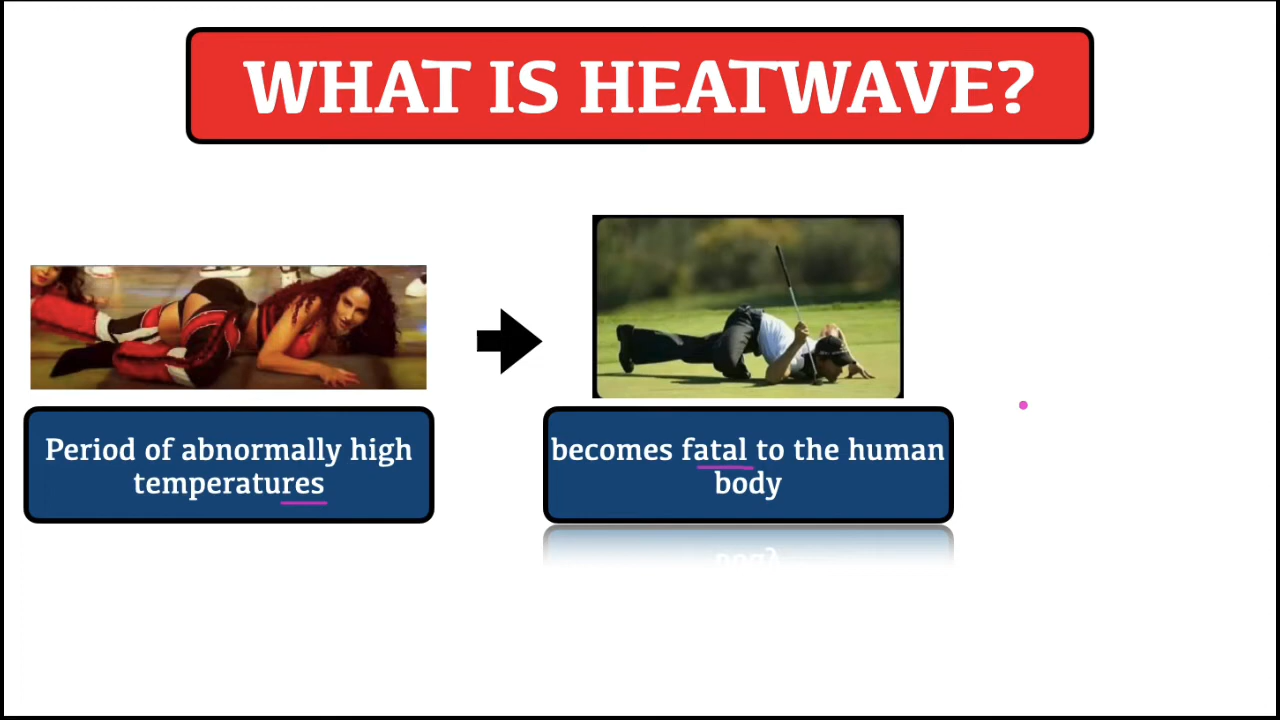 WHAT IS HEATWAVE?
Period of abnormally high
temperatures
becomes fatal to the human
body